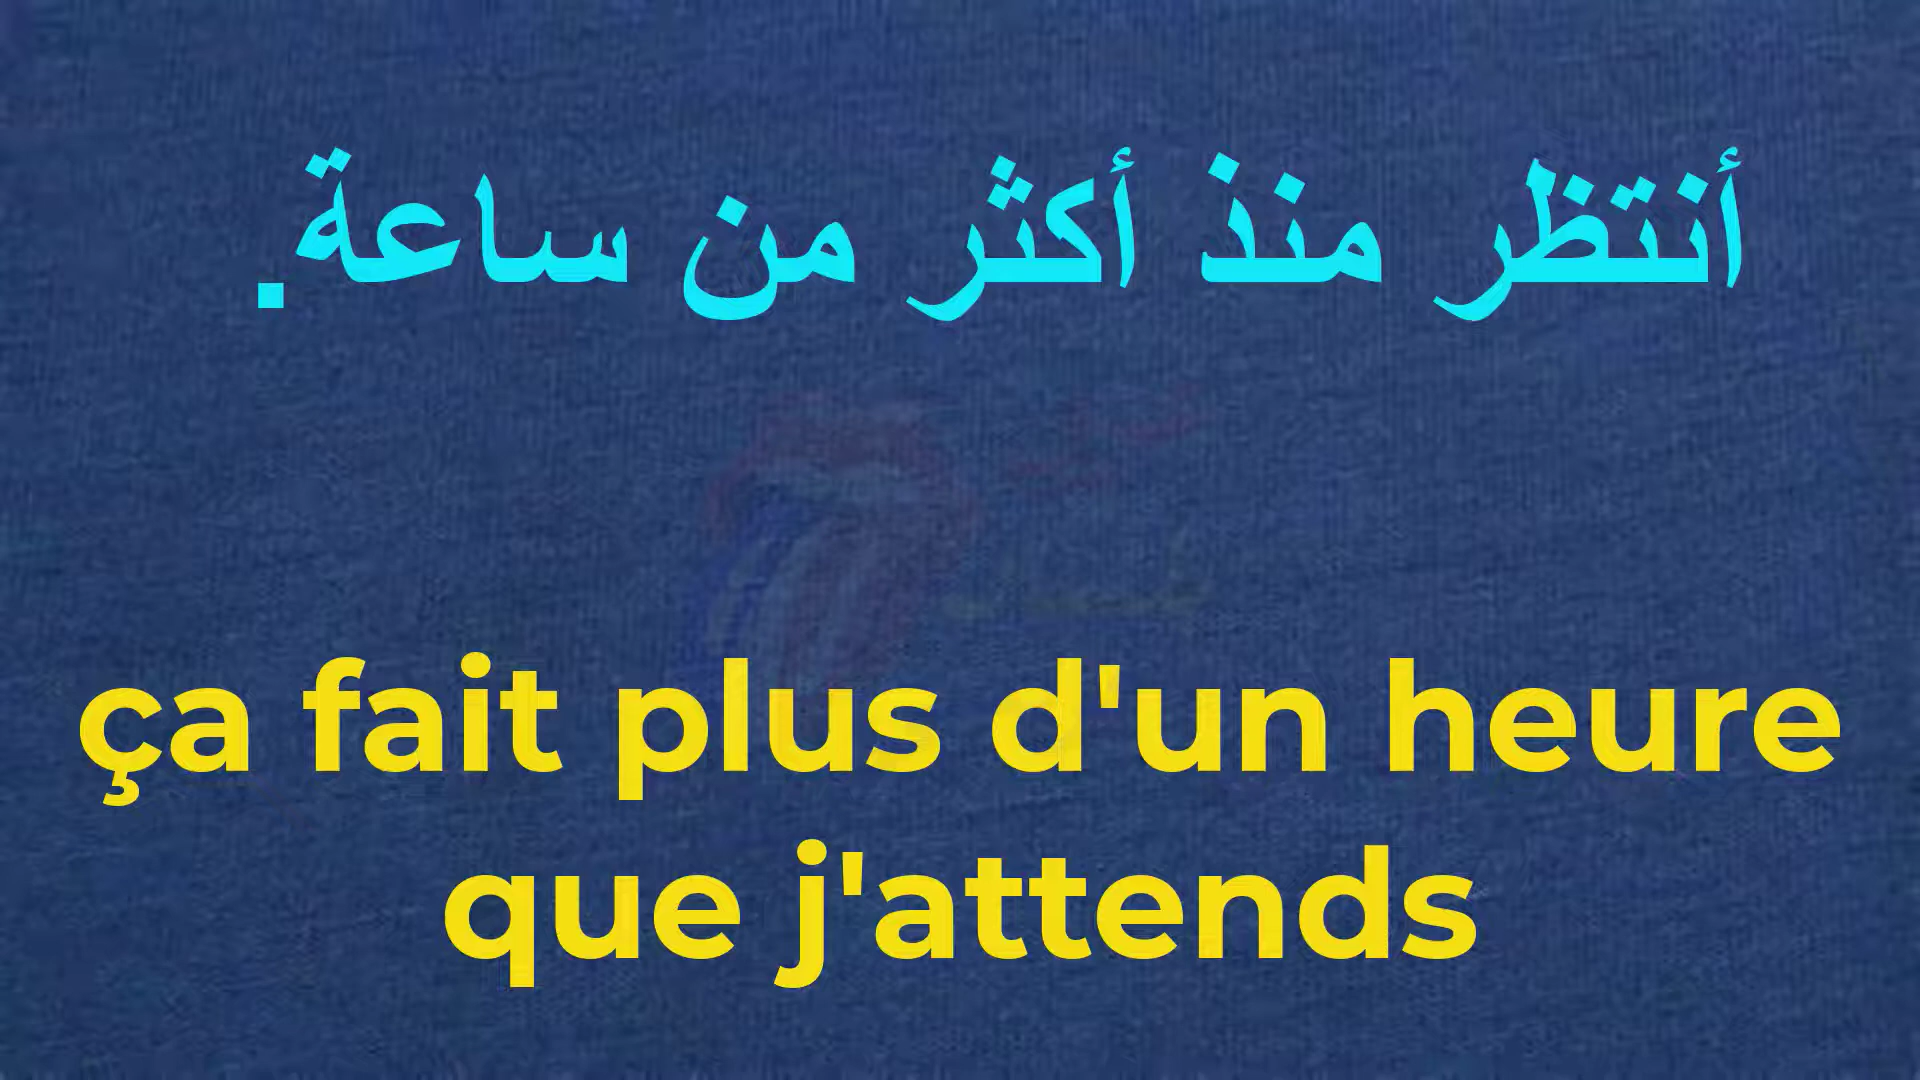 أنتظر منذ أكثر من ساعة.
ça fait plus d'un heure
que j'attends